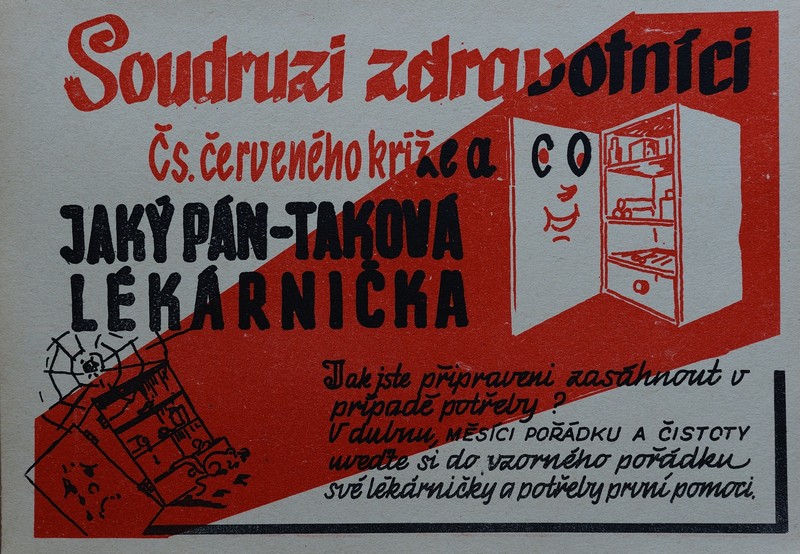 Soudruzi zdravotníci
Čs. červeného kříže a
JAKÝ PÁN-TAKOVÁ
LÉKÁRNIČKA
Jak jste připraveni zasáhnout v
případě potřeby?
V dubnu, MĚSÍCI POŘÁDKU A ČISTOTY
uveďte si do vzorného pořádku
své lékárničky a potřeby první pomoci.